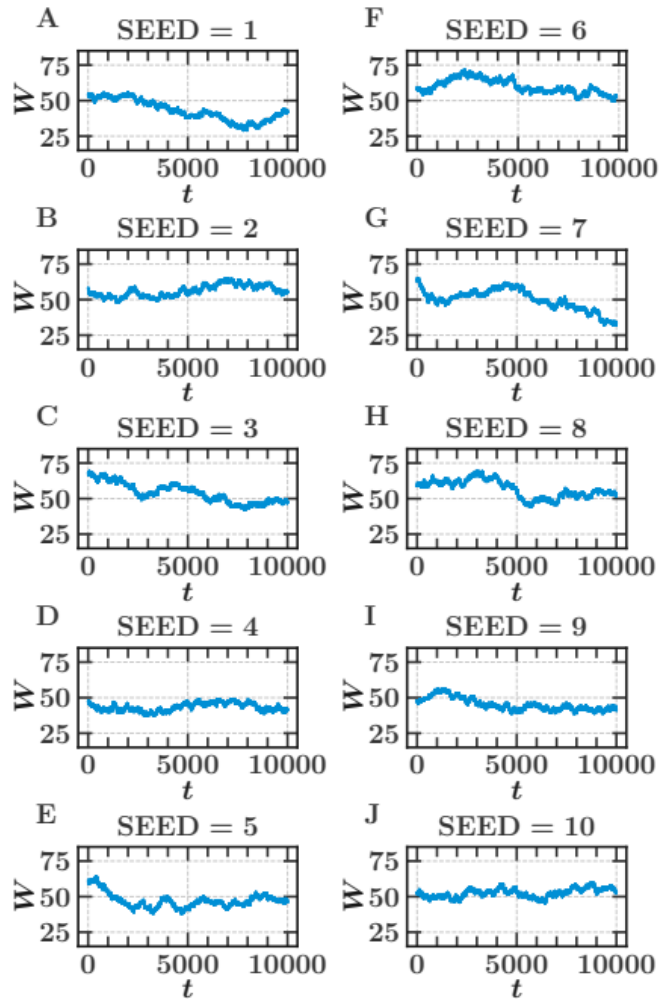 A
SEED = 1
75
50
25
W
0 5000 10000
t
B
SEED = 2
75
50
25
W
0 5000 10000
t
C
SEED = 3
75
50
25
W
0 5000 10000
t
D
SEED = 4
75
50
25
W
0 5000 10000
t
E
SEED = 5
75
50
25
W
0 5000 10000
t
F
SEED = 6
75
50
25
W
0 5000 10000
t
G
SEED = 7
75
50
25
W
0 5000 10000
t
H
SEED = 8
75
50
25
W
0 5000 10000
t
I
SEED = 9
75
50
25
W
0 5000 10000
t
J
SEED = 10
75
50
25
W
0 5000 10000
t